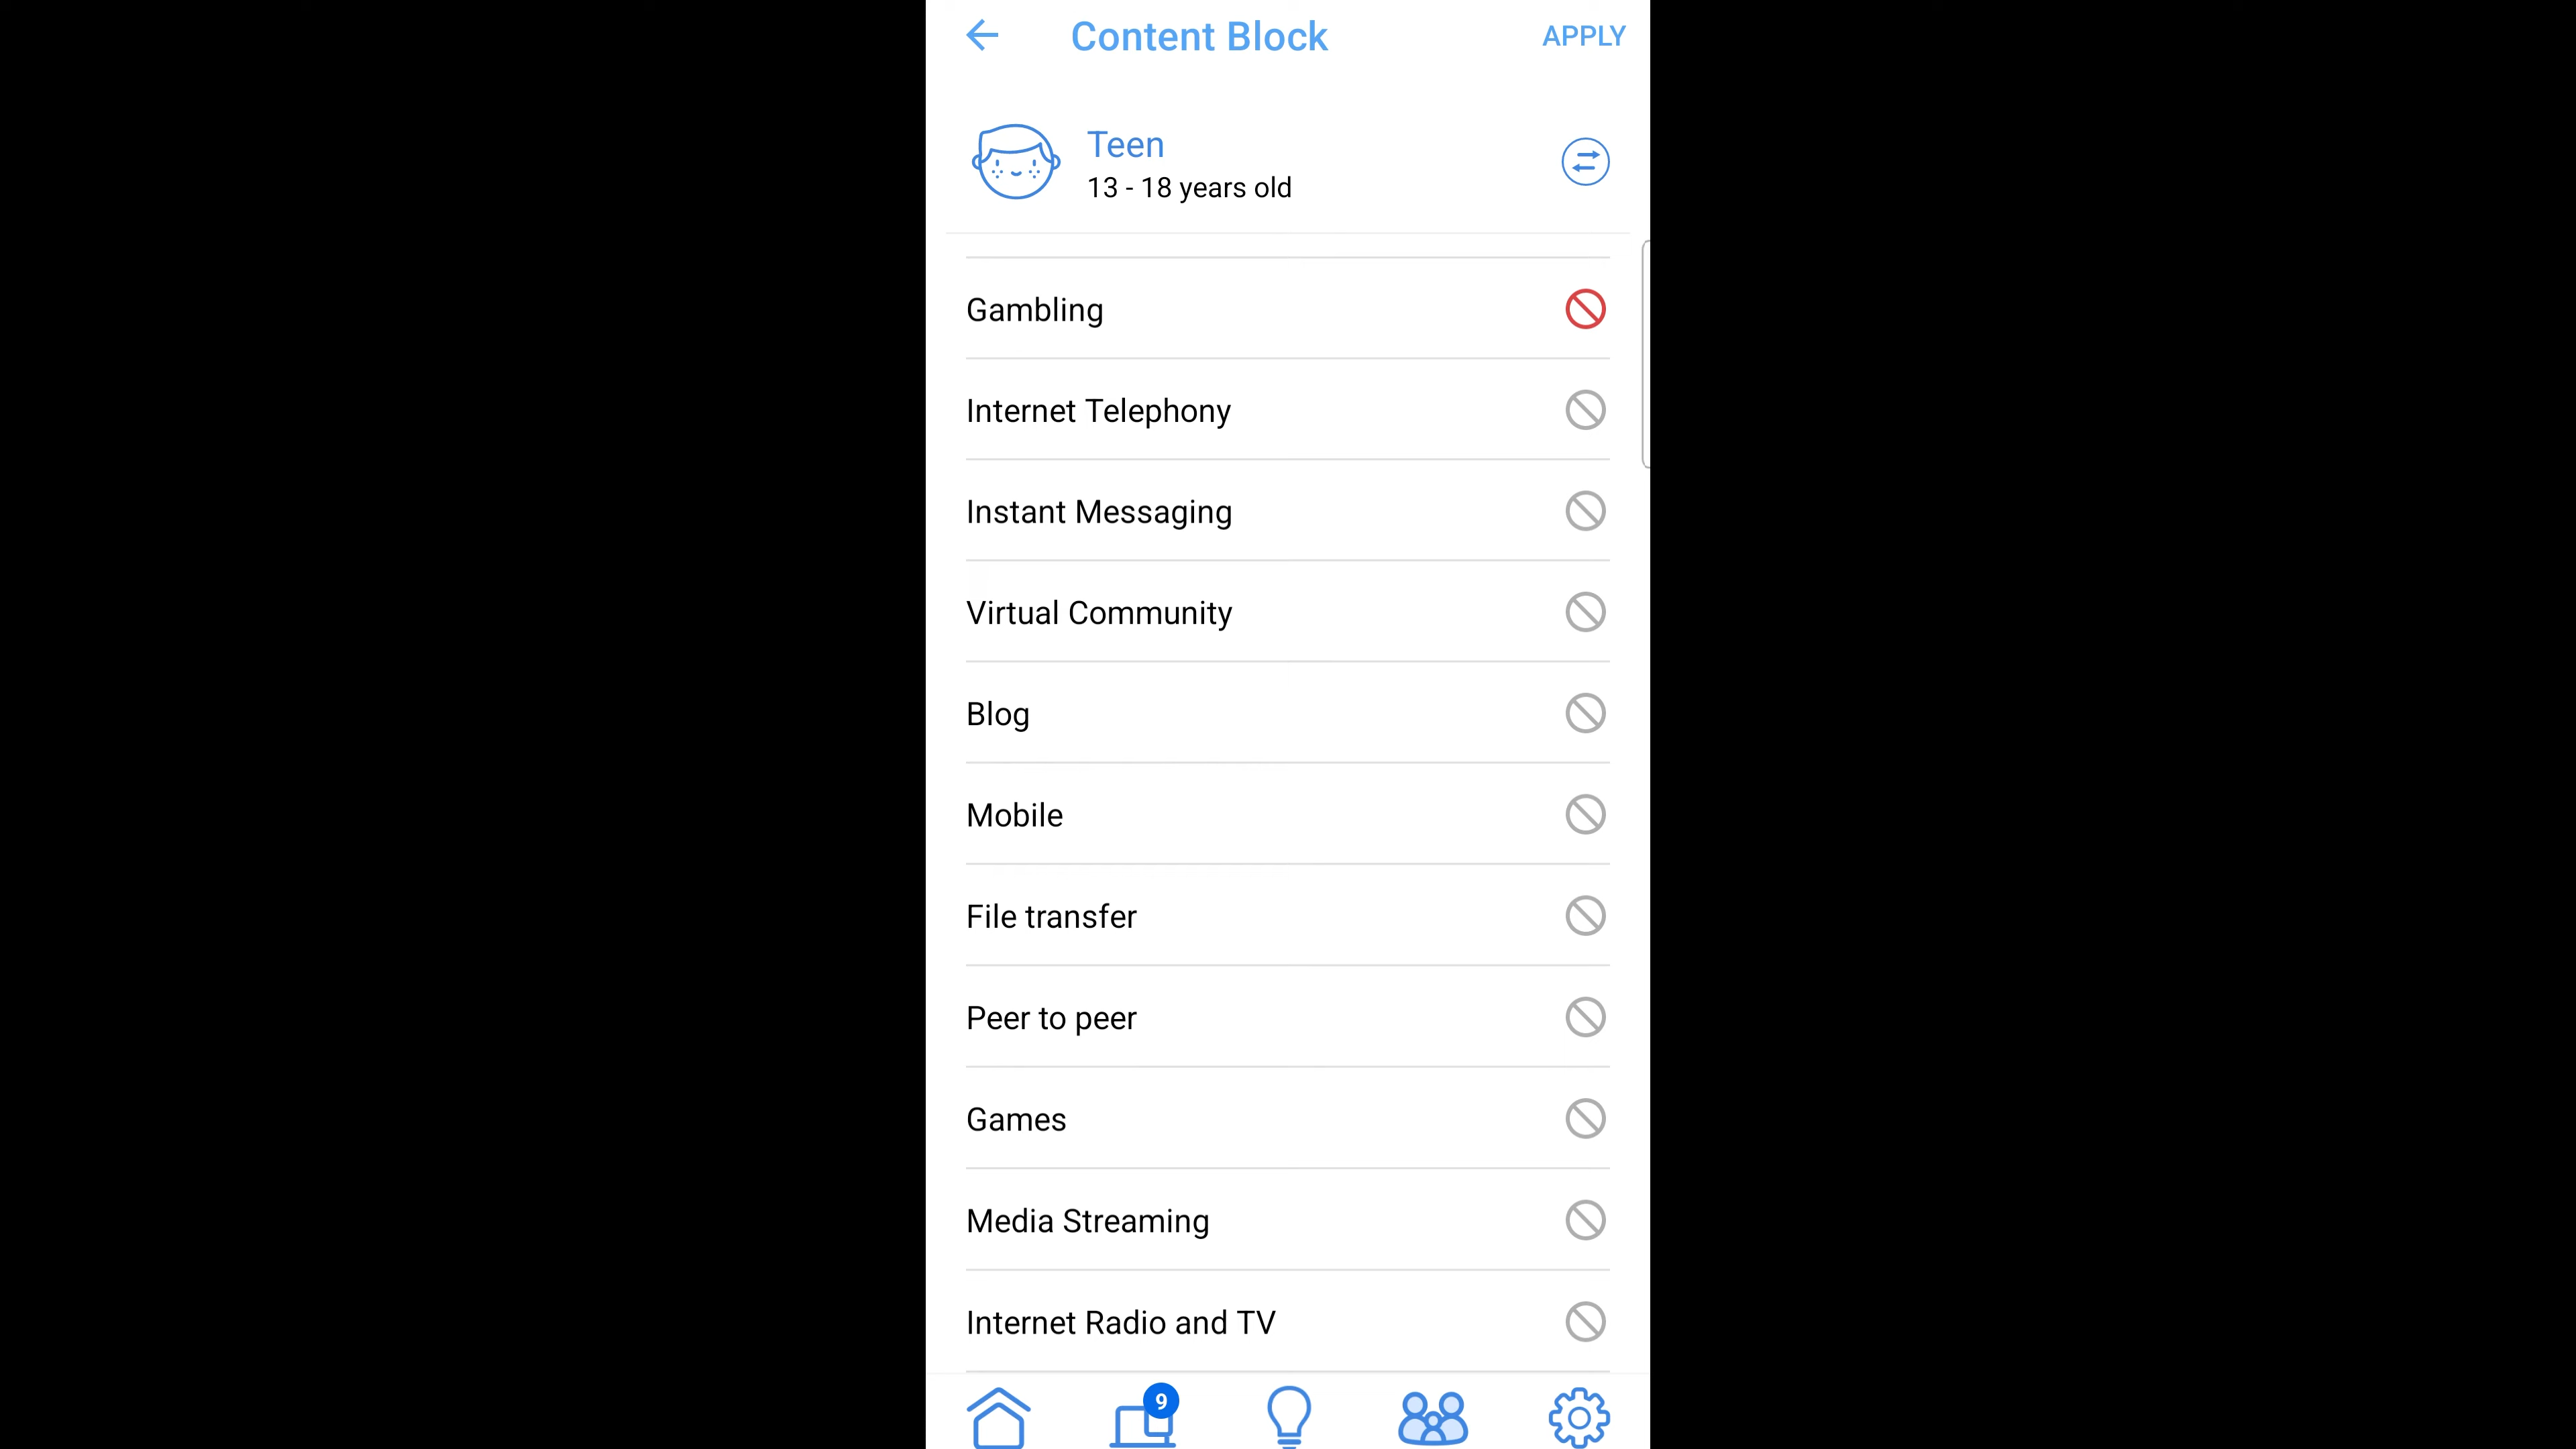 Content Block
APPLY
Teen
13 - 18 years old
Gambling
Internet Telephony
Instant Messaging
Virtual Community
Blog
Mobile
File transfer
Peer to peer
Games
Media Streaming
Internet Radio and TV
9